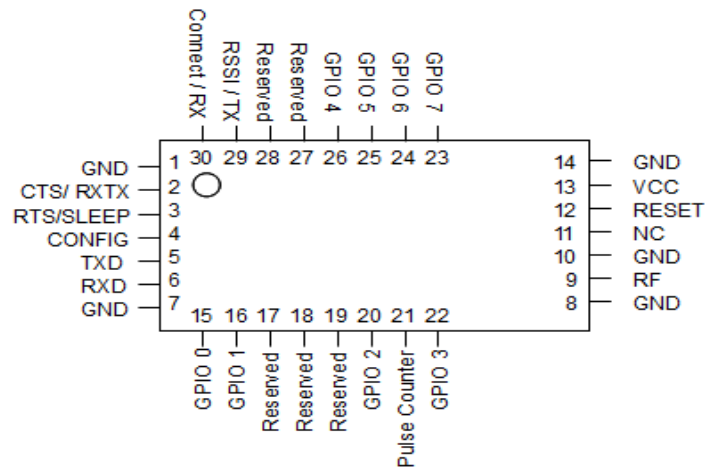 Connect / RX
RSSI / TX
Reserved
Reserved
GPIO 4
GPIO 5
GPIO 6
GPIO 7
30 29 28 27 26 25 24 23
GND 1
CTS/ RXTX 2
RTS/SLEEP 3
CONFIG 4
TXD 5
RXD 6
GND 7
14 GND
13 VCC
12 RESET
11 NC
10 GND
9 RF
8 GND
15 16 17 18 19 20 21 22
GPIO 0
GPIO 1
Reserved
Reserved
Reserved
GPIO 2
Pulse Counter
GPIO 3